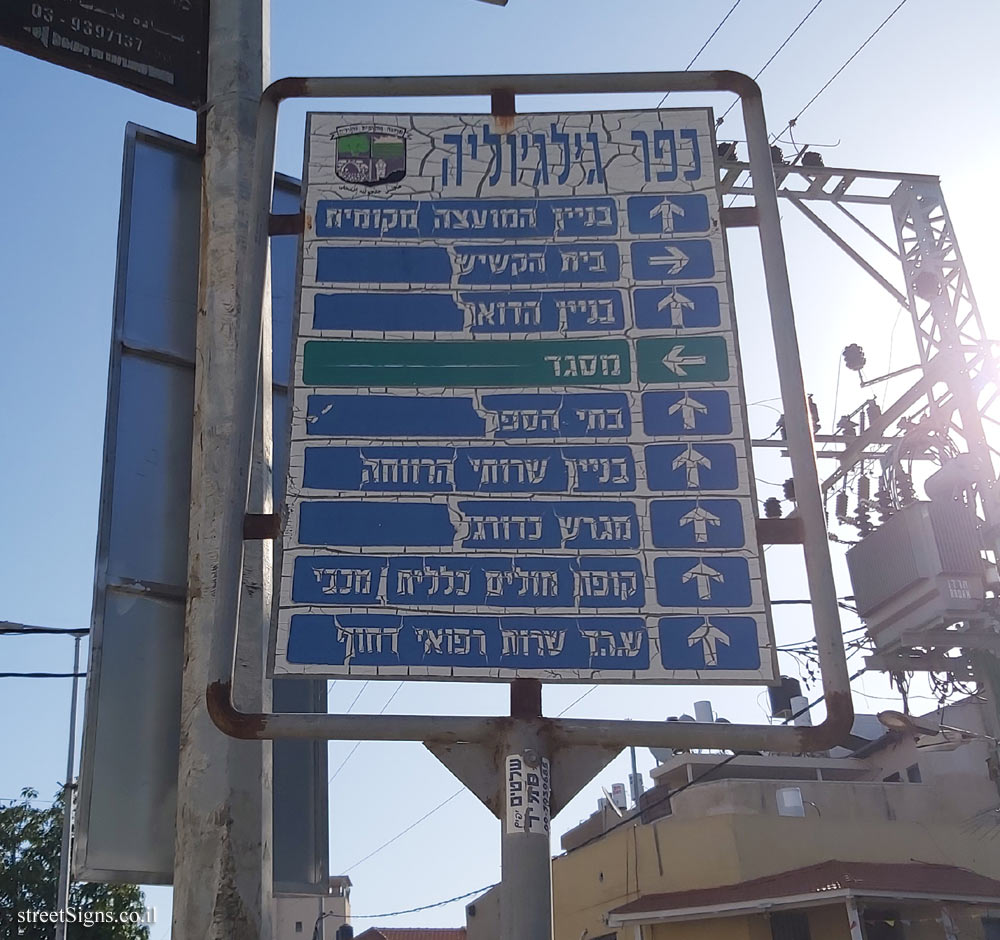 03 - 9397137
כפר ג'לג'וליה
בניין המועצה מקומית
בית הקשיש
בניין הדואר
מסגד
בתי הספר
בניין שרותי הרווחה
מגרש כדורגל
קופת חולים כללית / מכבי
ש.ה.ר שרות רפואי דחוף
streetSigns.co.il